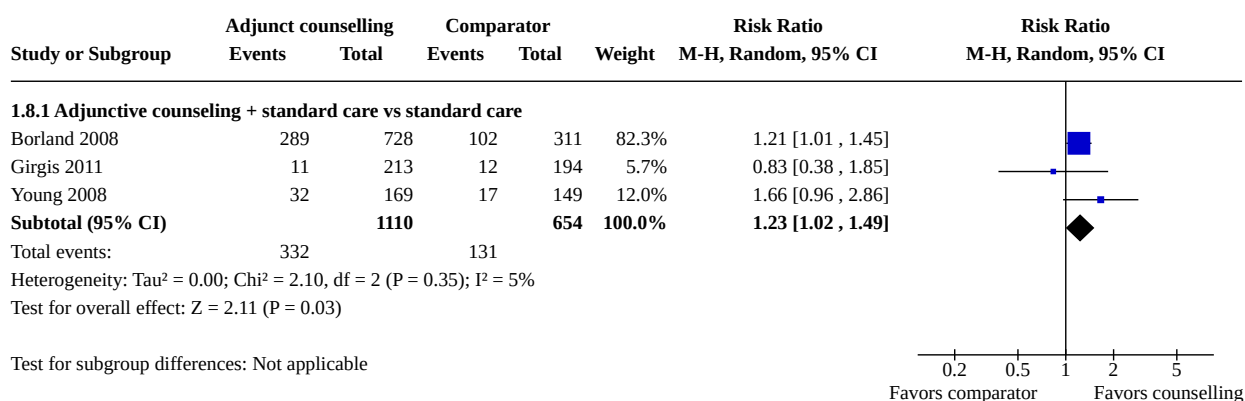 Adjunct counselling Comparator Risk Ratio Risk Ratio
Study or Subgroup Events Total Events Total Weight M-H, Random, 95% CI M-H, Random, 95% CI
1.8.1 Adjunctive counseling + standard care vs standard care
Borland 2008 289 728 102 311 82.3% 1.21 [1.01 , 1.45]
Girgis 2011 11 213 12 194 5.7% 0.83 [0.38 , 1.85]
Young 2008 32 169 17 149 12.0% 1.66 [0.96 , 2.86]
Subtotal (95% CI) 1110 654 100.0% 1.23 [1.02 , 1.49]
Total events: 332 131
Heterogeneity: Tau² = 0.00; Chi² = 2.10, df = 2 (P = 0.35); I² = 5%
Test for overall effect: Z = 2.11 (P = 0.03)
Test for subgroup differences: Not applicable
0.2 0.5 1 2 5
Favors comparator Favors counselling